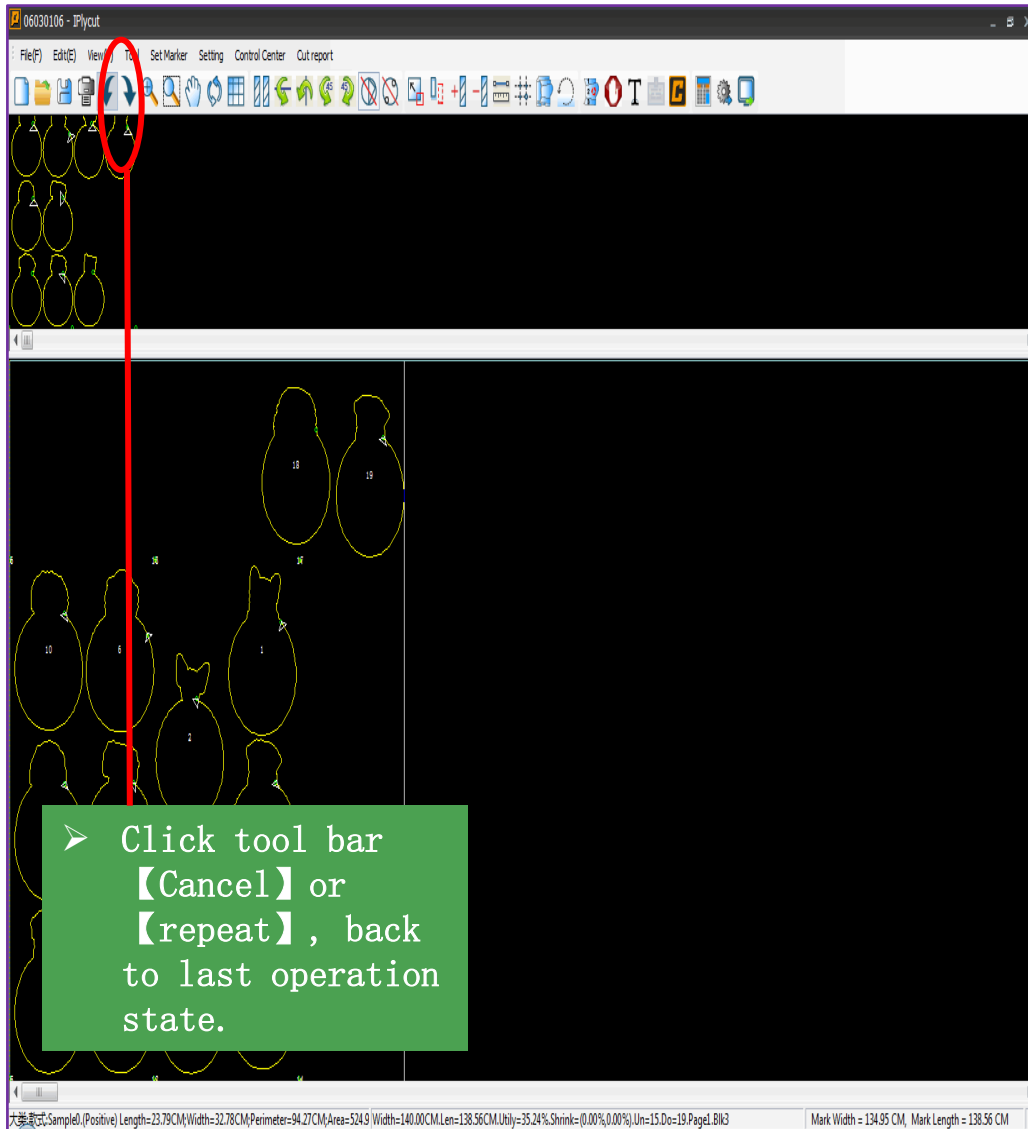 06030106 - IPlycut
File(F) Edit(E) View(V) Tool Set Marker Setting Control Center Cut report
45 45 T
18
19
10
6
1
2
➢ Click tool bar
【Cancel】or
【repeat】, back
to last operation
state.
Sample0.(Positive) Length=23.79CM;Width=32.78CM;Perimeter=94.27CM;Area=524.9 Width=140.00CM.Len=138.56CM.Utily=35.24%.Shrink=(0.00%,0.00%).Un=15.Do=19.Page1.Blk3 Mark Width = 134.95 CM, Mark Length = 138.56 CM